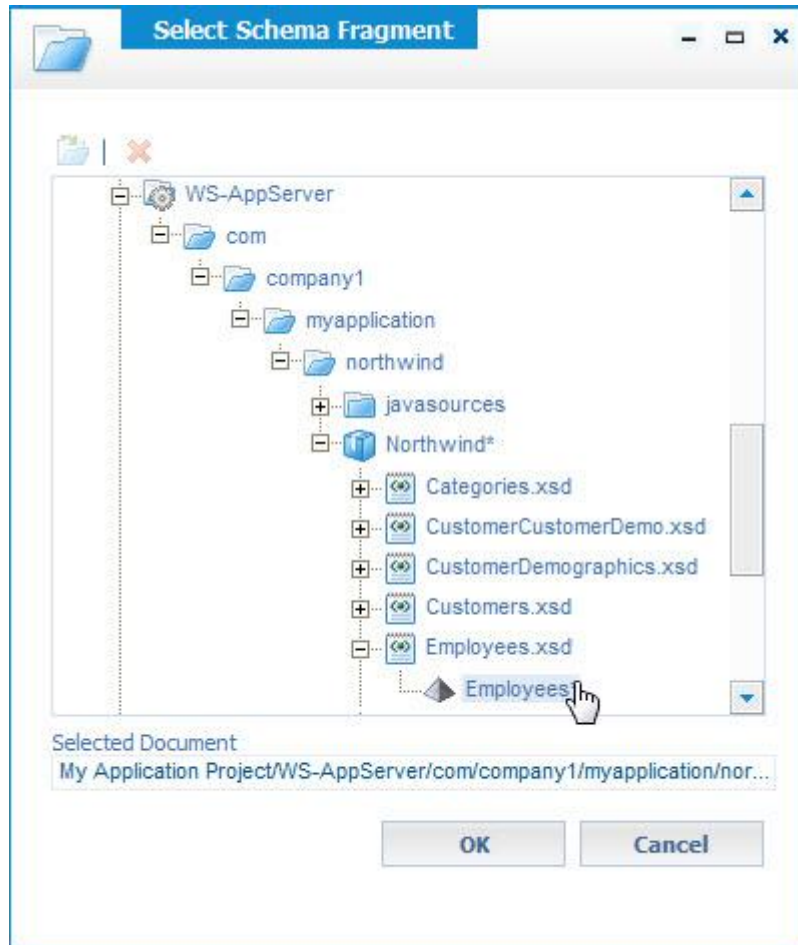 Select Schema Fragment
WS-AppServer
com
company1
myapplication
northwind
javasources
Northwind*
Categories.xsd
CustomerCustomerDemo.xsd
CustomerDemographics.xsd
Customers.xsd
Employees.xsd
Employees
Selected Document
My Application Project/WS-AppServer/com/company1/myapplication/nor...
OK Cancel